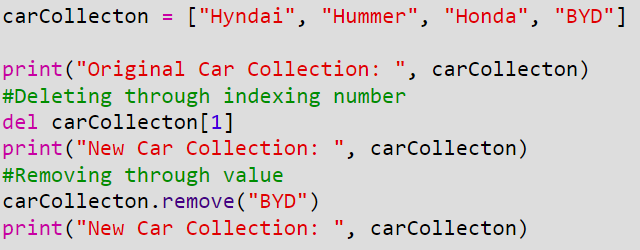 carCollecton = ["Hyndai", "Hummer", "Honda", "BYD"]
print("Original Car Collection: ", carCollecton)
#Deleting through indexing number
del carCollecton[1]
print("New Car Collection: ", carCollecton)
#Removing through value
carCollecton.remove("BYD")
print("New Car Collection: ", carCollecton)